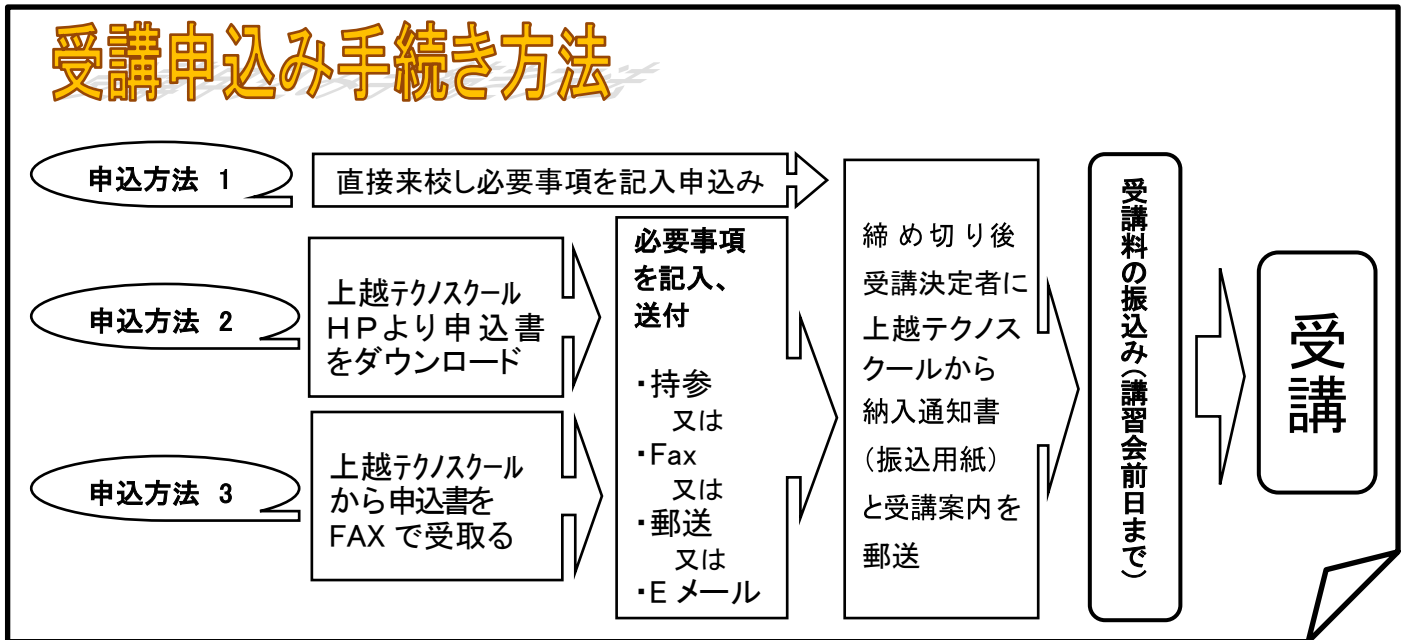 受講申込み手続き方法
申込方法 1
直接来校し必要事項を記入申込み
申込方法 2
上越テクノスクール
ＨＰより申込書
をダウンロード
申込方法 3
上越テクノスクール
から申込書を
FAXで受取る
必要事項
を記入、
送付
・持参
又は
・Fax
又は
・郵送
又は
・Eメール
締め切り後
受講決定者に
上越テクノス
クールから
納入通知書
（振込用紙）
と受講案内を
郵送
受講料の振込み（講習会前日まで）
受講